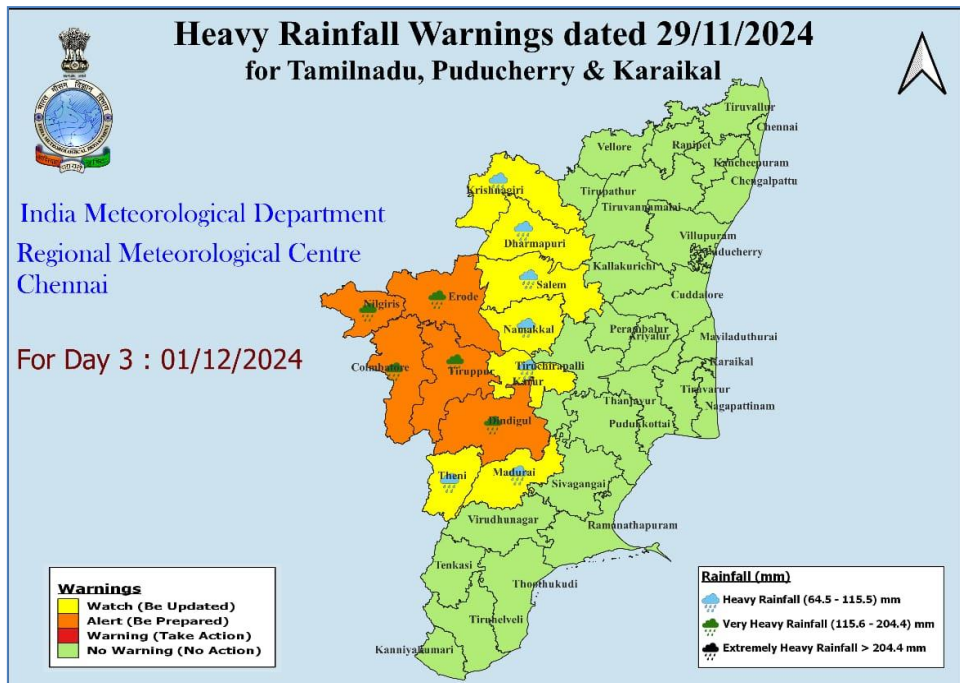 Heavy Rainfall Warnings dated 29/11/2024
for Tamilnadu, Puducherry & Karaikal
INDIA METEOROLOGICAL DEPARTMENT
India Meteorological Department
Regional Meteorological Centre
Chennai
For Day 3 : 01/12/2024
Tiruvallur
Chennai
Vellore
Ranipet
Kancheepuram
Chengalpattu
Krishnagiri
Tirupathur
Tiruvannamalai
Dharmapuri
Villupuram
Puducherry
Kallakurichi
Salem
Cuddalore
Nilgiris
Erode
Namakkal
Perambalur
Ariyalur
Mayiladuthurai
Coimbatore
Tiruppur
Tiruchirapalli
Karur
Karaikal
Thanjavur
Tiruvarur
Nagapattinam
Dindigul
Pudukkottai
Theni
Madurai
Sivagangai
Virudhunagar
Ramanathapuram
Tenkasi
Thoothukudi
Tirunelveli
Kanniyakumari
Warnings
Watch (Be Updated)
Alert (Be Prepared)
Warning (Take Action)
No Warning (No Action)
Rainfall (mm)
Heavy Rainfall (64.5 - 115.5) mm
Very Heavy Rainfall (115.6 - 204.4) mm
Extremely Heavy Rainfall > 204.4 mm